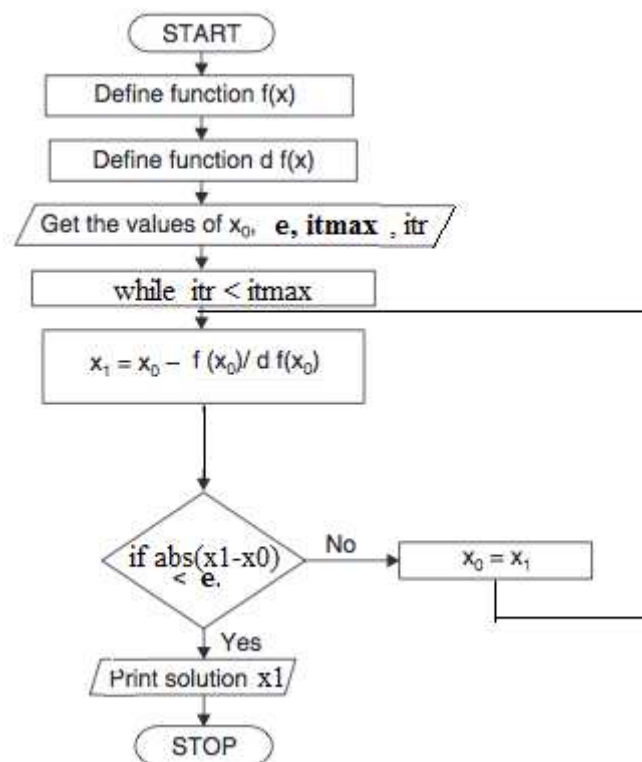 START
Define function f(x)
Define function d f(x)
Get the values of x₀, e, itmax , itr
while itr < itmax
x₁ = x₀ – f (x₀)/ d f(x₀)
if abs(x1-x0)
< e.
No
x₀ = x₁
Yes
Print solution x1
STOP